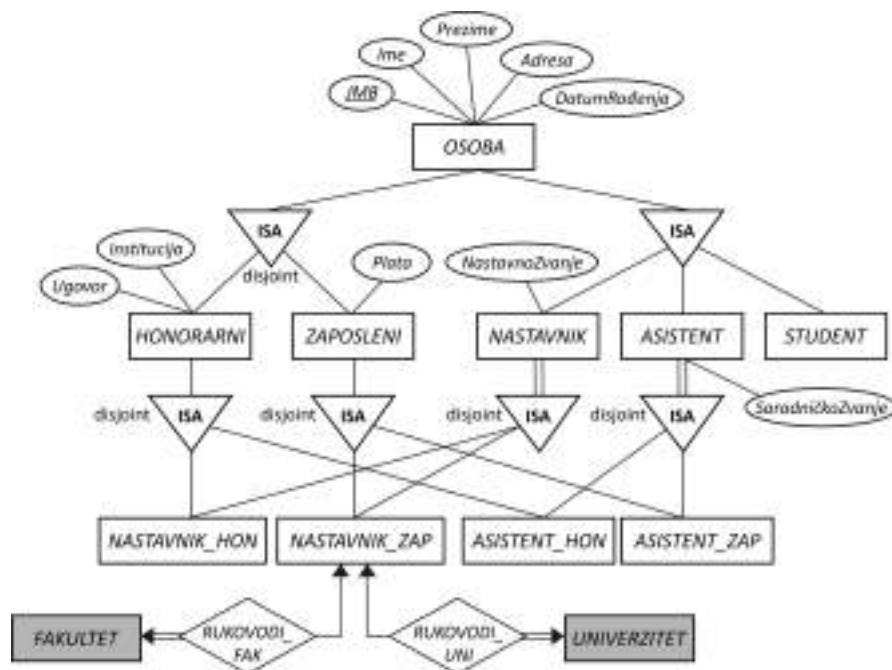 Prezime
Ime
Adresa
JMB
DatumRođenja
OSOBA
ISA
ISA
disjoint
Institucija
Ugovor
Plata
NastavnoZvanje
HONORARNI
ZAPOSLENI
NASTAVNIK
ASISTENT
STUDENT
disjoint
ISA
disjoint
ISA
disjoint
ISA
disjoint
ISA
SaradničkoZvanje
NASTAVNIK_HON
NASTAVNIK_ZAP
ASISTENT_HON
ASISTENT_ZAP
FAKULTET
RUKOVODI_
FAK
RUKOVODI_
UNI
UNIVERZITET